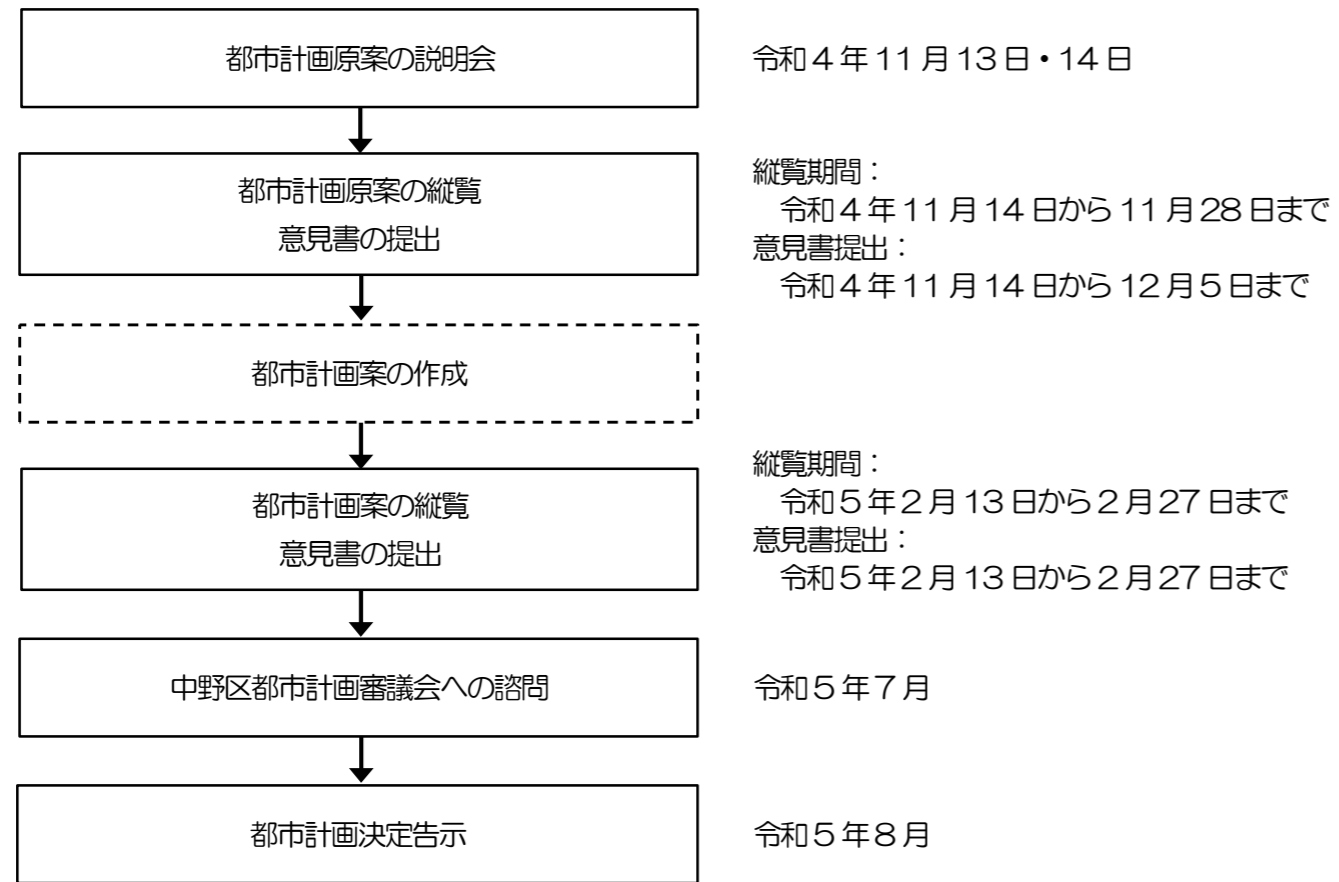 都市計画原案の説明会
令和４年11月13日・14日
都市計画原案の縦覧
意見書の提出
縦覧期間：
令和４年11月14日から11月28日まで
意見書提出：
令和４年11月14日から12月５日まで
都市計画案の作成
都市計画案の縦覧
意見書の提出
縦覧期間：
令和５年２月13日から２月27日まで
意見書提出：
令和５年２月13日から２月27日まで
中野区都市計画審議会への諮問
令和５年７月
都市計画決定告示
令和５年８月